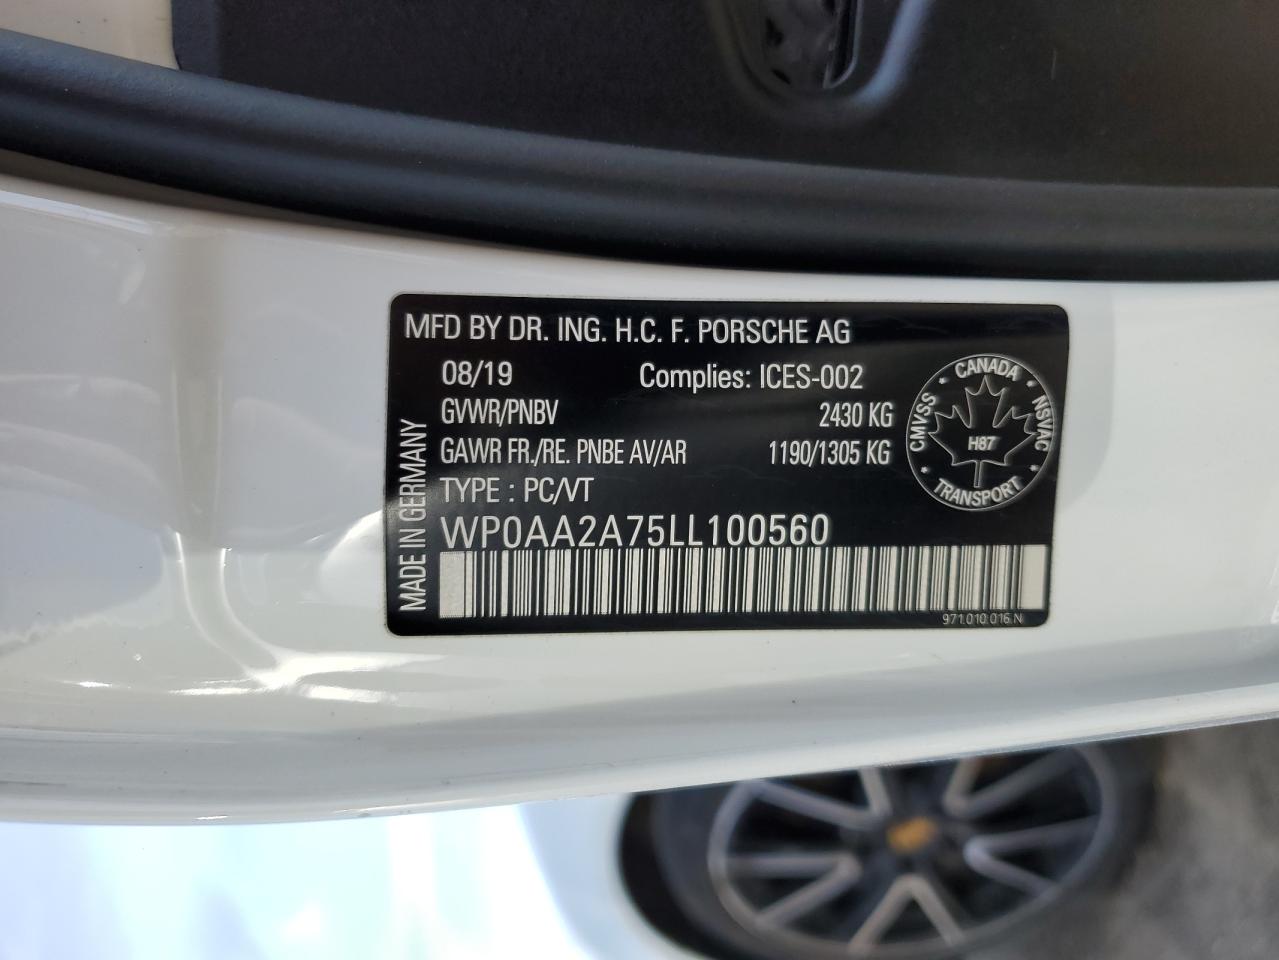 MFD BY DR. ING. H.C. F. PORSCHE AG
08/19 Complies: ICES-002
GVWR/PNBV 2430 KG
GAWR FR./RE. PNBE AV/AR 1190/1305 KG
TYPE : PC/VT
WP0AA2A75LL100560
971.010.016.N
MADE IN GERMANY
CANADA
CMVSS
NSVAC
H87
TRANSPORT